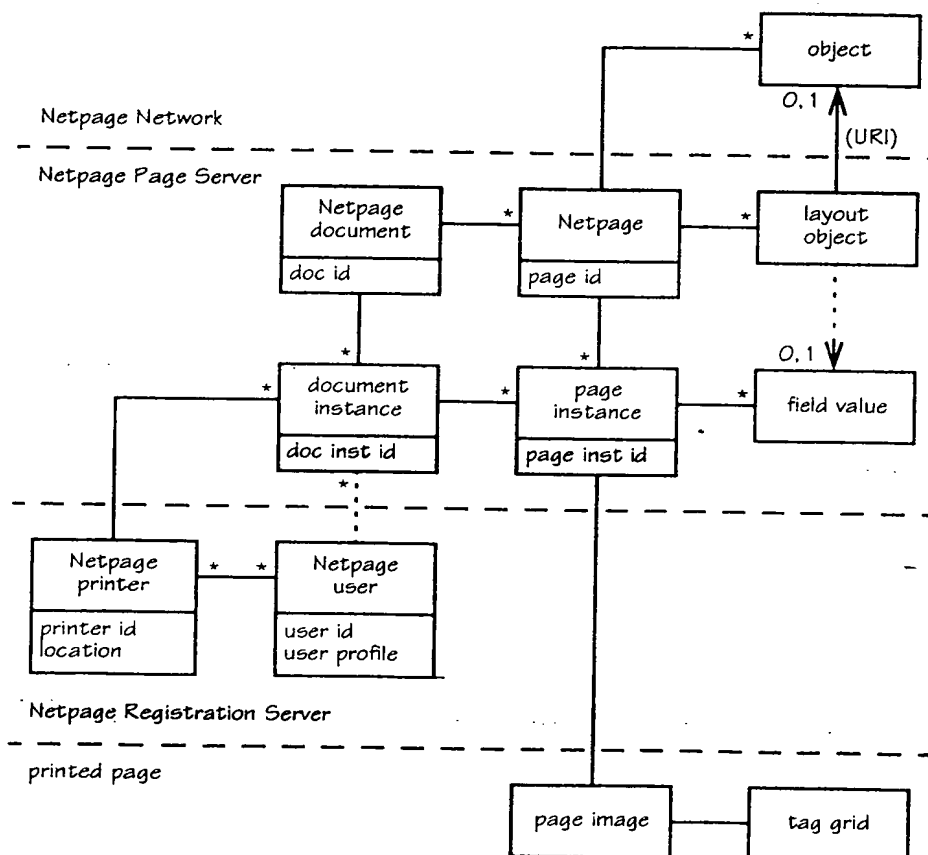 *
object
0,1
Netpage Network
(URI)
Netpage Page Server
Netpage
document
doc id
*
Netpage
page id
*
layout
object
*
*
0,1
*
document
instance
doc inst id
*
page
instance
page inst id
*
field value
*
Netpage
printer
printer id
location
*
*
Netpage
user
user id
user profile
Netpage Registration Server
printed page
page image
tag grid